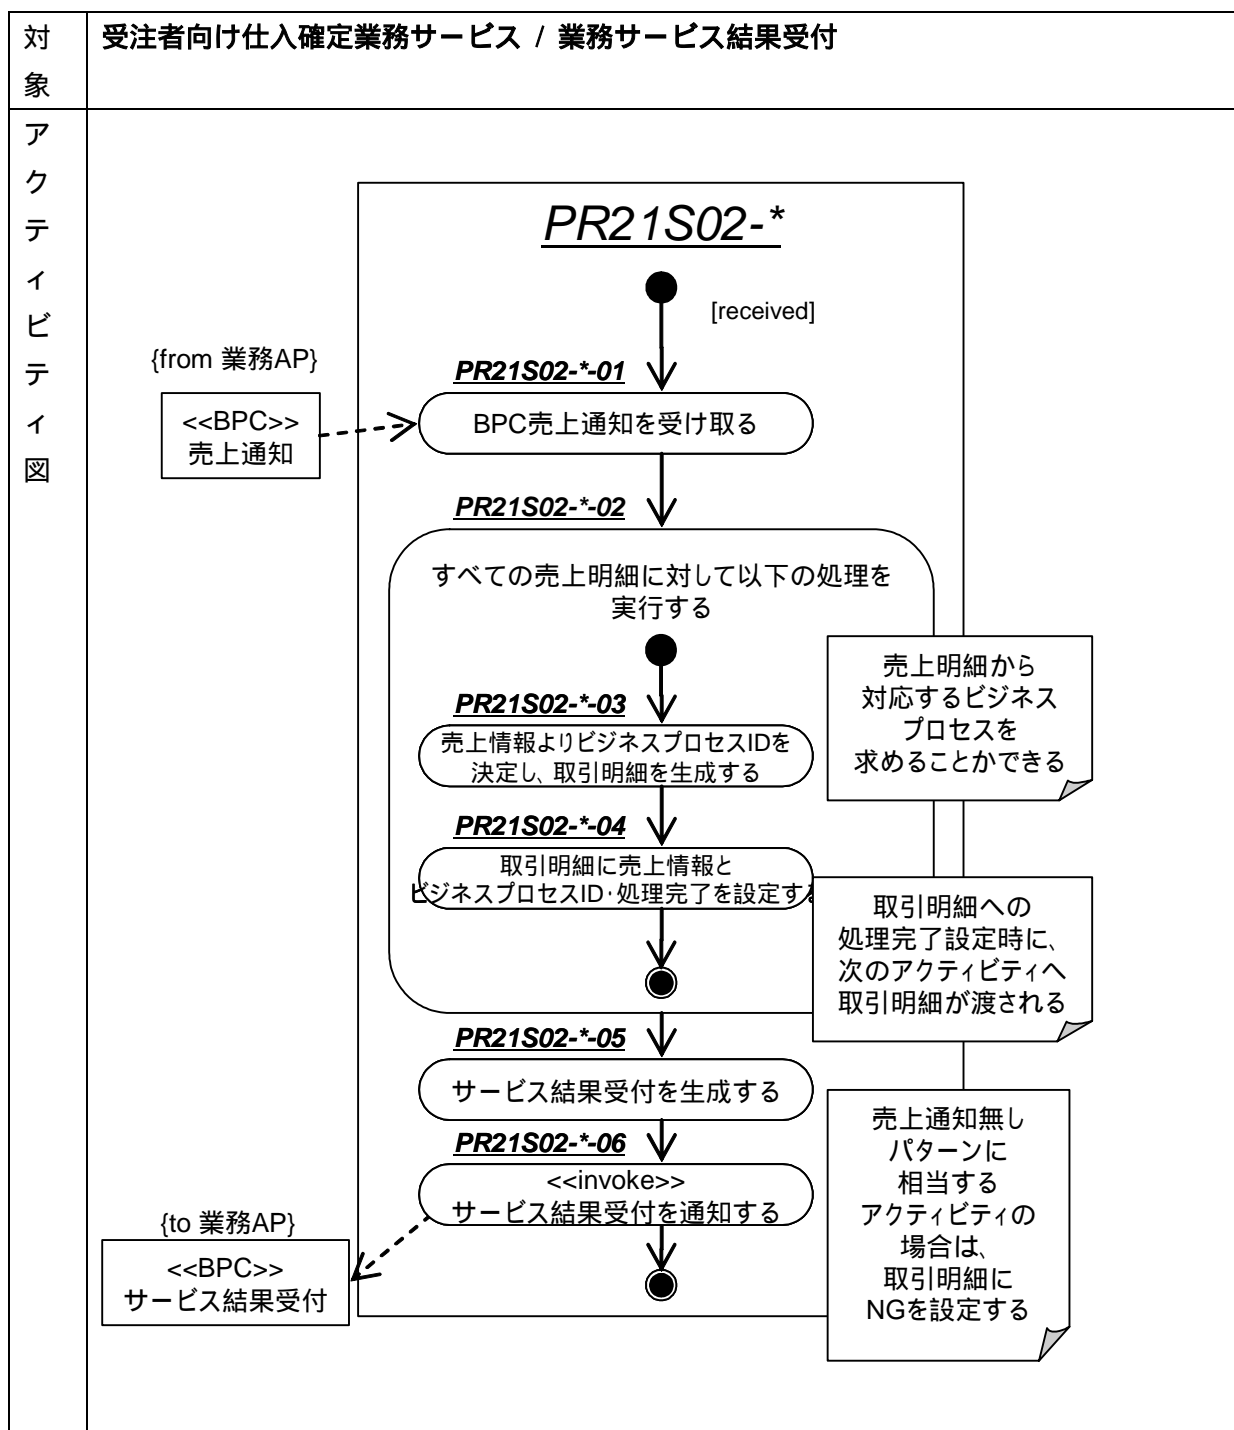 対象
受注者向け仕入確定業務サービス / 業務サービス結果受付
アクティビティ図
PR21S02-*
[received]
{from 業務AP}
<<BPC>>
売上通知
PR21S02-*-01
BPC売上通知を受け取る
PR21S02-*-02
すべての売上明細に対して以下の処理を
実行する
PR21S02-*-03
売上情報よりビジネスプロセスIDを
決定し、取引明細を生成する
売上明細から
対応するビジネス
プロセスを
求めることかできる
PR21S02-*-04
取引明細に売上情報と
ビジネスプロセスID・処理完了を設定する
取引明細への
処理完了設定時に、
次のアクティビティへ
取引明細が渡される
PR21S02-*-05
サービス結果受付を生成する
PR21S02-*-06
<<invoke>>
サービス結果受付を通知する
売上通知無し
パターンに
相当する
アクティビティの
場合は、
取引明細に
NGを設定する
{to 業務AP}
<<BPC>>
サービス結果受付